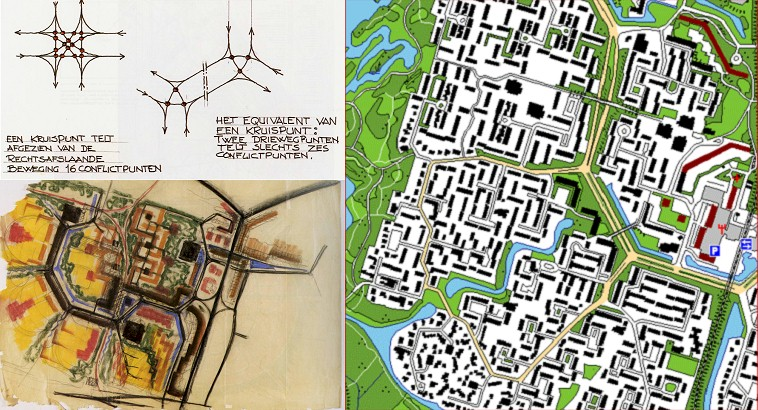 EEN KRUISPUNT TELT
AFGEZIEN VAN DE
RECHTSAFSLAANDE
BEWEGING 16 CONFLICTPUNTEN
HET EQUIVALENT VAN
EEN KRUISPUNT:
TWEE DRIEWEGPUNTEN
TELT SLECHTS ZES
CONFLICTPUNTEN.
P